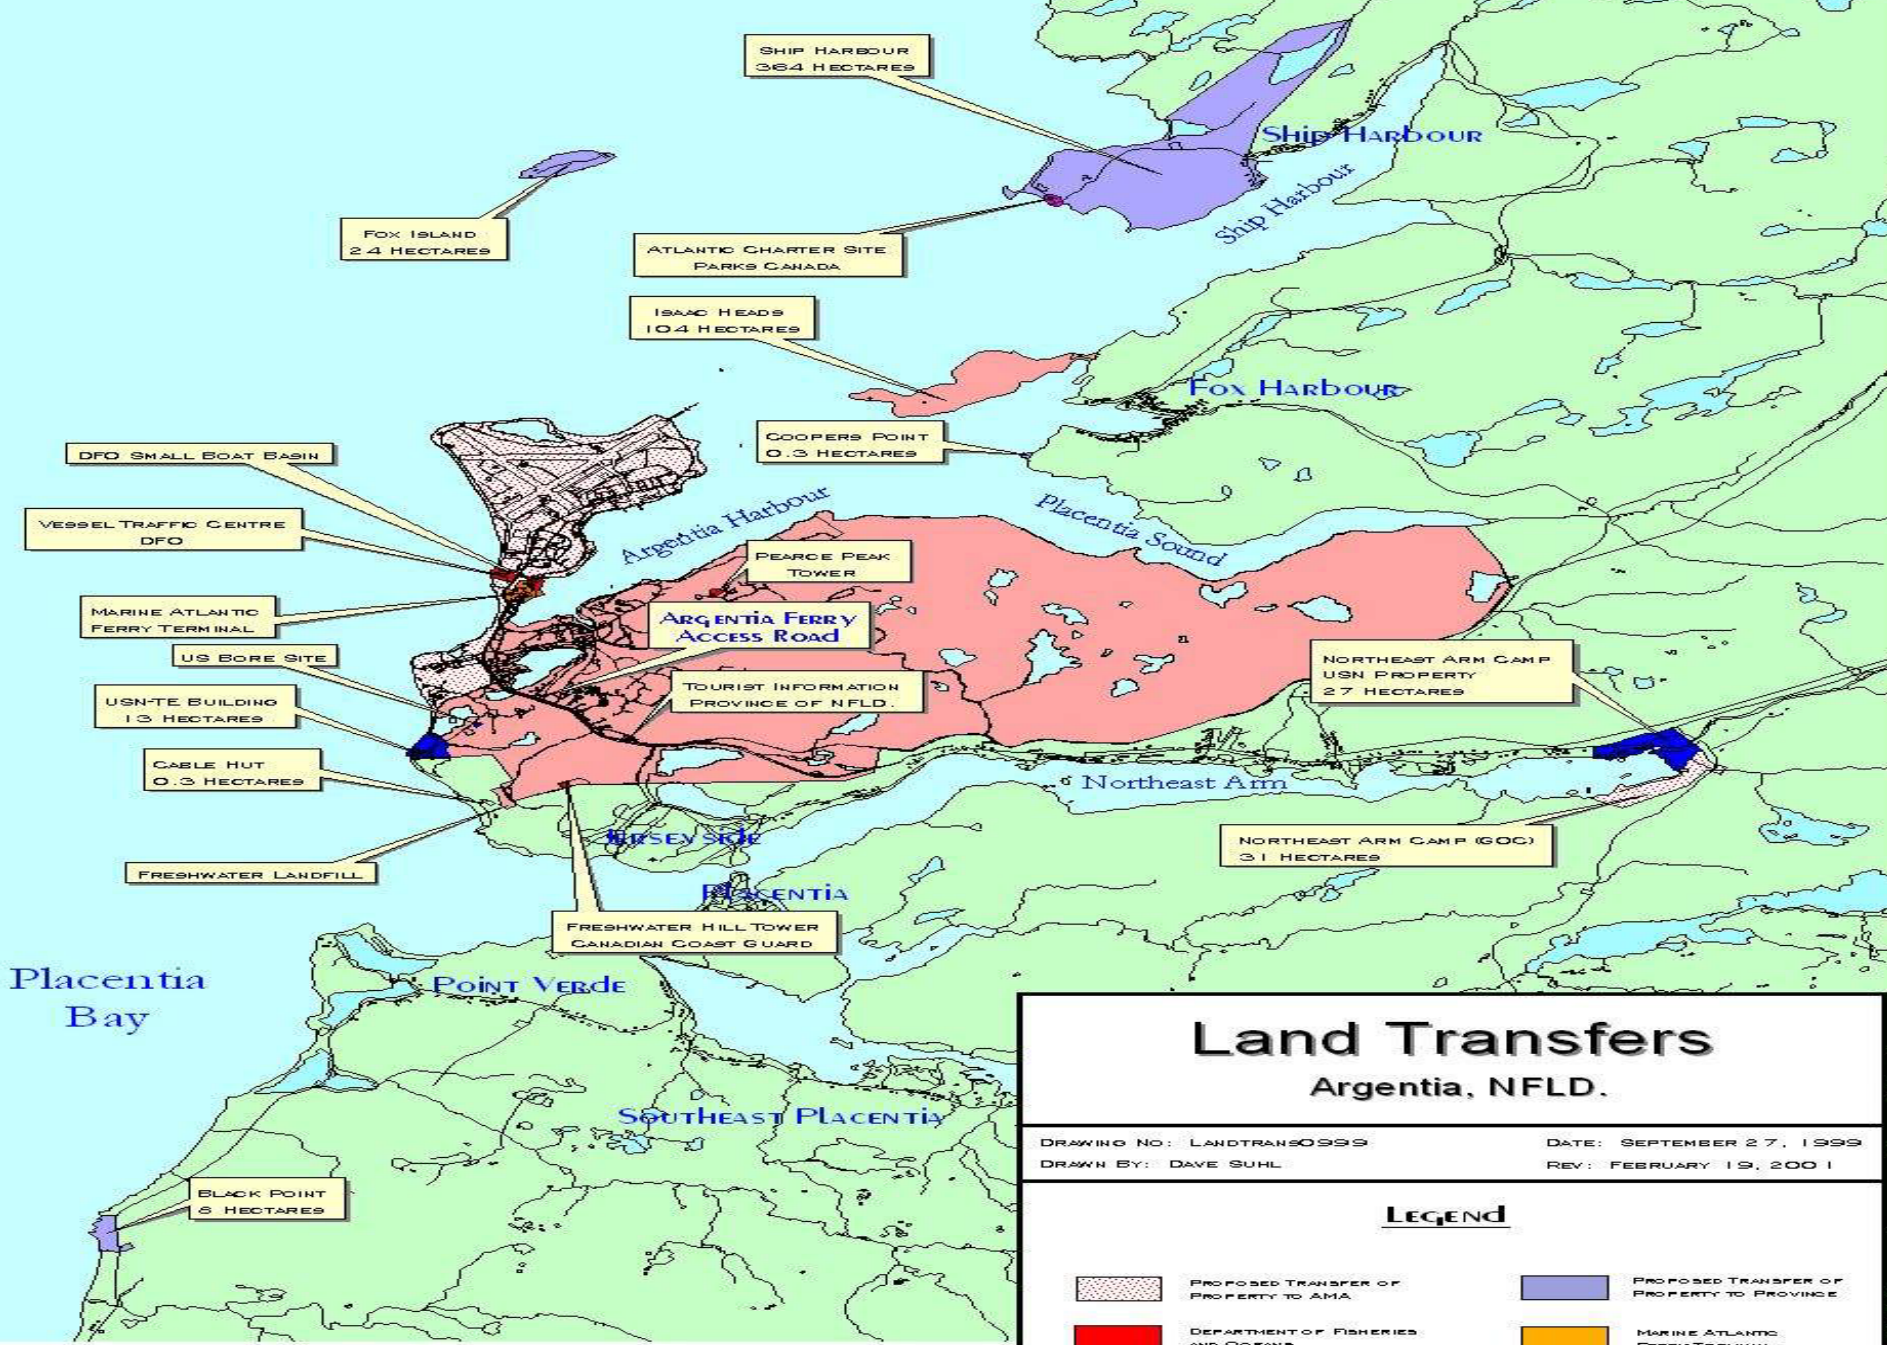 SHIP HARBOUR
364 HECTARES
SHIP HARBOUR
Ship Harbour
FOX ISLAND
24 HECTARES
ATLANTIC CHARTER SITE
PARKS CANADA
ISAAC HEADS
104 HECTARES
FOX HARBOUR
COOPERS POINT
0.3 HECTARES
DFO SMALL BOAT BASIN
Argentia Harbour
Placentia Sound
VESSEL TRAFFIC CENTRE
DFO
PEARCE PEAK
TOWER
MARINE ATLANTIC
FERRY TERMINAL
ARGENTIA FERRY
ACCESS ROAD
US BORE SITE
NORTHEAST ARM CAMP
USN PROPERTY
27 HECTARES
USN-TE BUILDING
13 HECTARES
TOURIST INFORMATION
PROVINCE OF NFLD.
CABLE HUT
0.3 HECTARES
Northeast Arm
JERSEYSIDE
NORTHEAST ARM CAMP (GOC)
31 HECTARES
FRESHWATER LANDFILL
PLACENTIA
FRESHWATER HILL TOWER
CANADIAN COAST GUARD
Placentia
Bay
POINT VERDE
SOUTHEAST PLACENTIA
BLACK POINT
8 HECTARES
Land Transfers
Argentia, NFLD.
DRAWING NO: LANDTRANS0999
DATE: SEPTEMBER 27, 1999
DRAWN BY: DAVE SUHL
REV: FEBRUARY 19, 2001
LEGEND
PROPOSED TRANSFER OF
PROPERTY TO AMA
PROPOSED TRANSFER OF
PROPERTY TO PROVINCE
DEPARTMENT OF FISHERIES
MARINE ATLANTIC